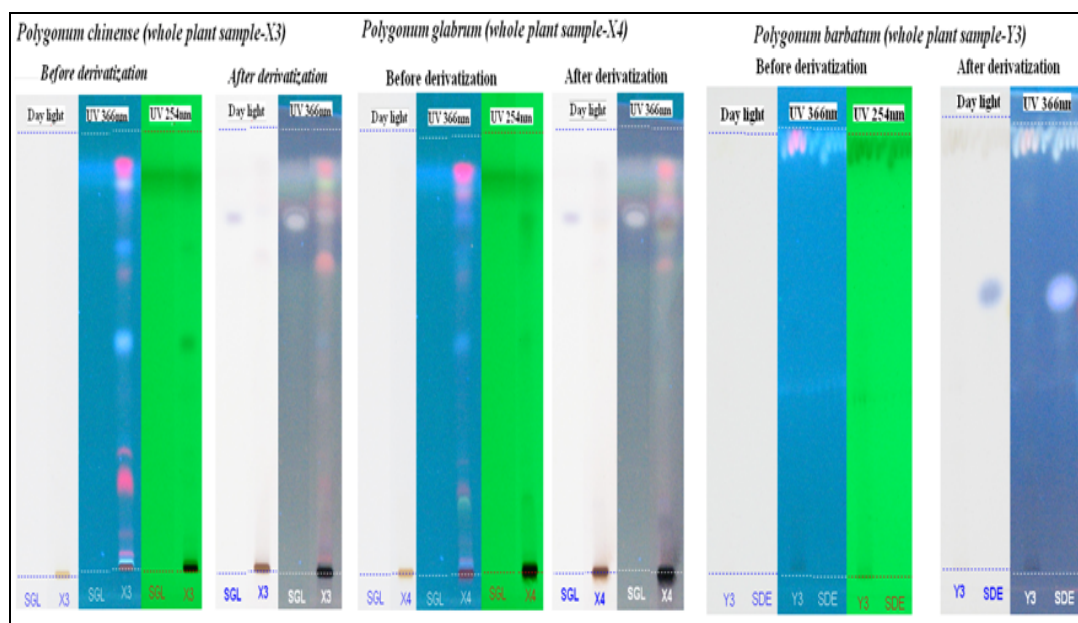 Polygonum chinense (whole plant sample-X3)
Before derivatization
After derivatization
Day light
UV 366nm
UV 254nm
Day light
UV 366nm
SGL X3
SGL X3
SGL X3
SGL X3
SGL X3
Polygonum glabrum (whole plant sample-X4)
Before derivatization
After derivatization
Day light
UV 366nm
UV 254nm
Day light
UV 366nm
SGL X4
SGL X4
SGL X4
SGL X4
SGL X4
Polygonum barbatum (whole plant sample-Y3)
Before derivatization
After derivatization
Day light
UV 366nm
UV 254nm
Day light
UV 366nm
Y3 SDE
Y3 SDE
Y3 SDE
Y3 SDE
Y3 SDE